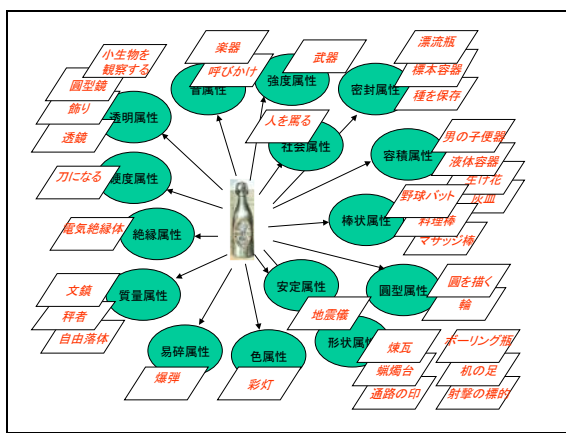 小生物を
観察する
圓型鏡
飾り
透鏡
透明属性
楽器
呼びかけ
音属性
武器
強度属性
漂流瓶
標本容器
種を保存
密封属性
人を罵る
社会属性
男の子便器
液体容器
生け花
灰皿
容積属性
刀になる
硬度属性
野球バット
料理棒
マサッジ棒
棒状属性
電気絶縁体
絶縁属性
文鏡
秤者
自由落体
質量属性
安定属性
地震儀
圓を描く
輪
圓型属性
易碎属性
爆弾
色属性
彩灯
形状属性
煉瓦
蝋燭台
通路の印
ボーリング瓶
机の足
射撃の標的